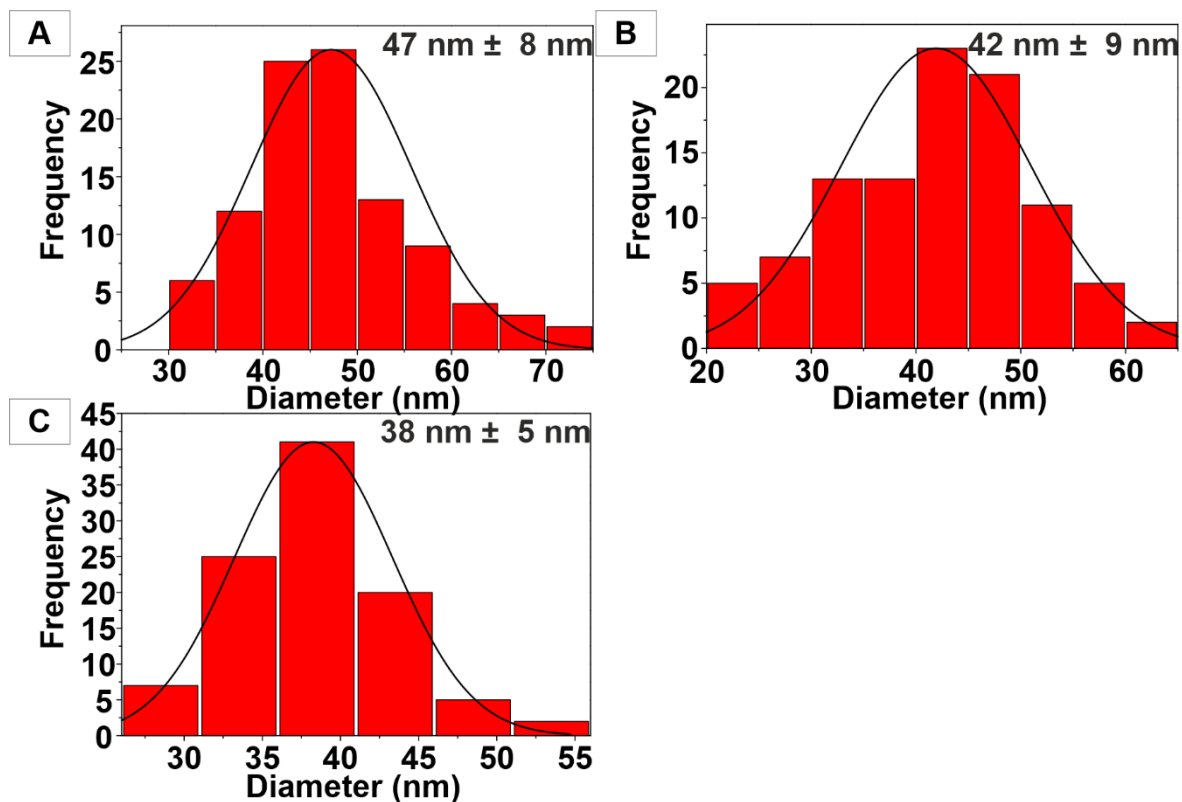 A
47 nm ± 8 nm
Frequency
25
20
15
10
5
0
30 40 50 60 70
Diameter (nm)
B
42 nm ± 9 nm
Frequency
20
15
10
5
0
20 30 40 50 60
Diameter (nm)
C
38 nm ± 5 nm
Frequency
45
40
35
30
25
20
15
10
5
0
30 35 40 45 50 55
Diameter (nm)